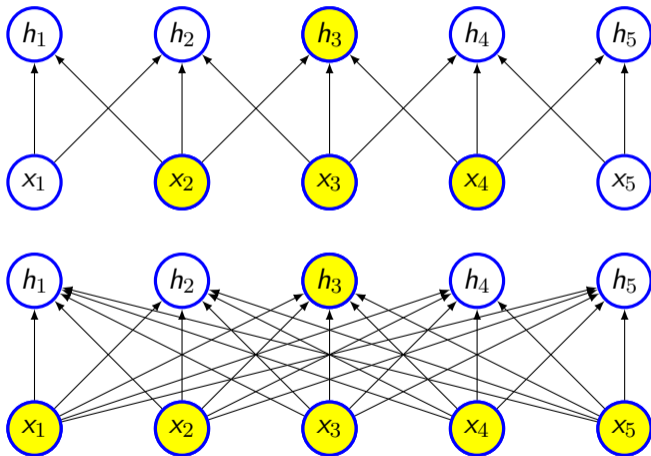 h₁ h₂ h₃ h₄ h₅
x₁ x₂ x₃ x₄ x₅
h₁ h₂ h₃ h₄ h₅
x₁ x₂ x₃ x₄ x₅